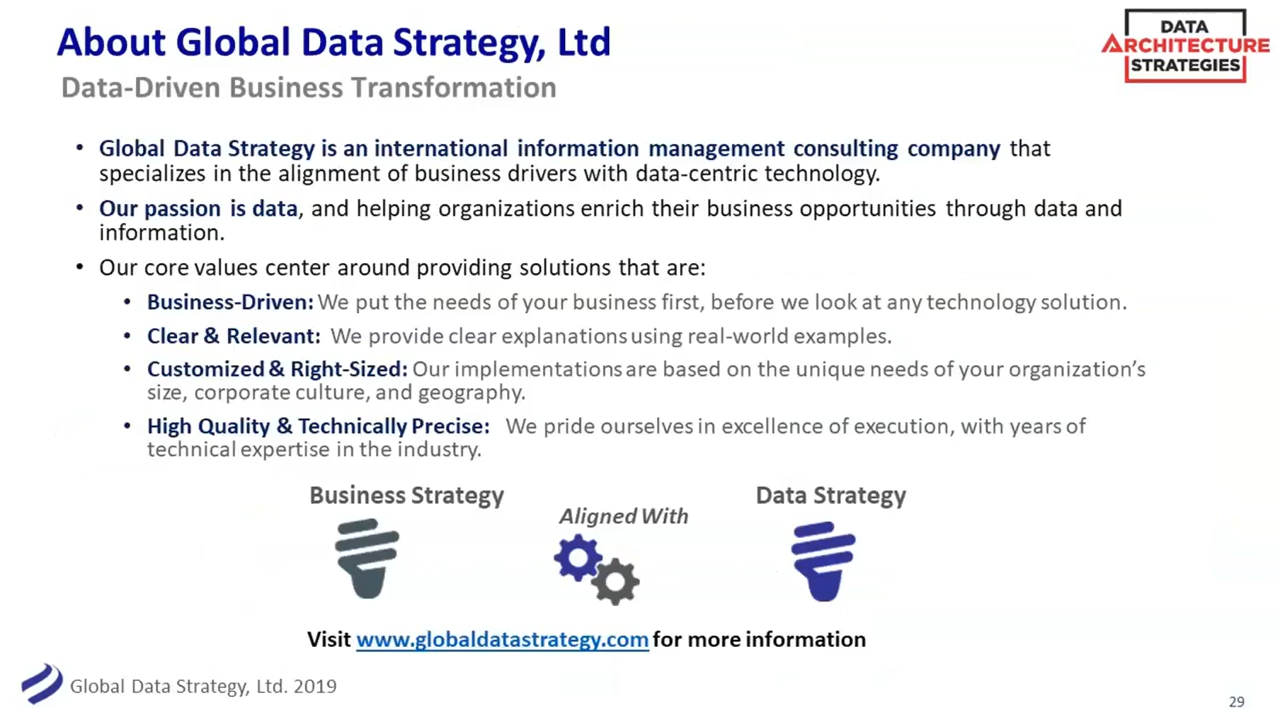 About Global Data Strategy, Ltd
Data-Driven Business Transformation
DATA
ARCHITECTURE
STRATEGIES
• Global Data Strategy is an international information management consulting company that
specializes in the alignment of business drivers with data-centric technology.
• Our passion is data, and helping organizations enrich their business opportunities through data and
information.
• Our core values center around providing solutions that are:
• Business-Driven: We put the needs of your business first, before we look at any technology solution.
• Clear & Relevant: We provide clear explanations using real-world examples.
• Customized & Right-Sized: Our implementations are based on the unique needs of your organization's
size, corporate culture, and geography.
• High Quality & Technically Precise: We pride ourselves in excellence of execution, with years of
technical expertise in the industry.
Business Strategy
Aligned With
Data Strategy
Visit www.globaldatastrategy.com for more information
Global Data Strategy, Ltd. 2019
29